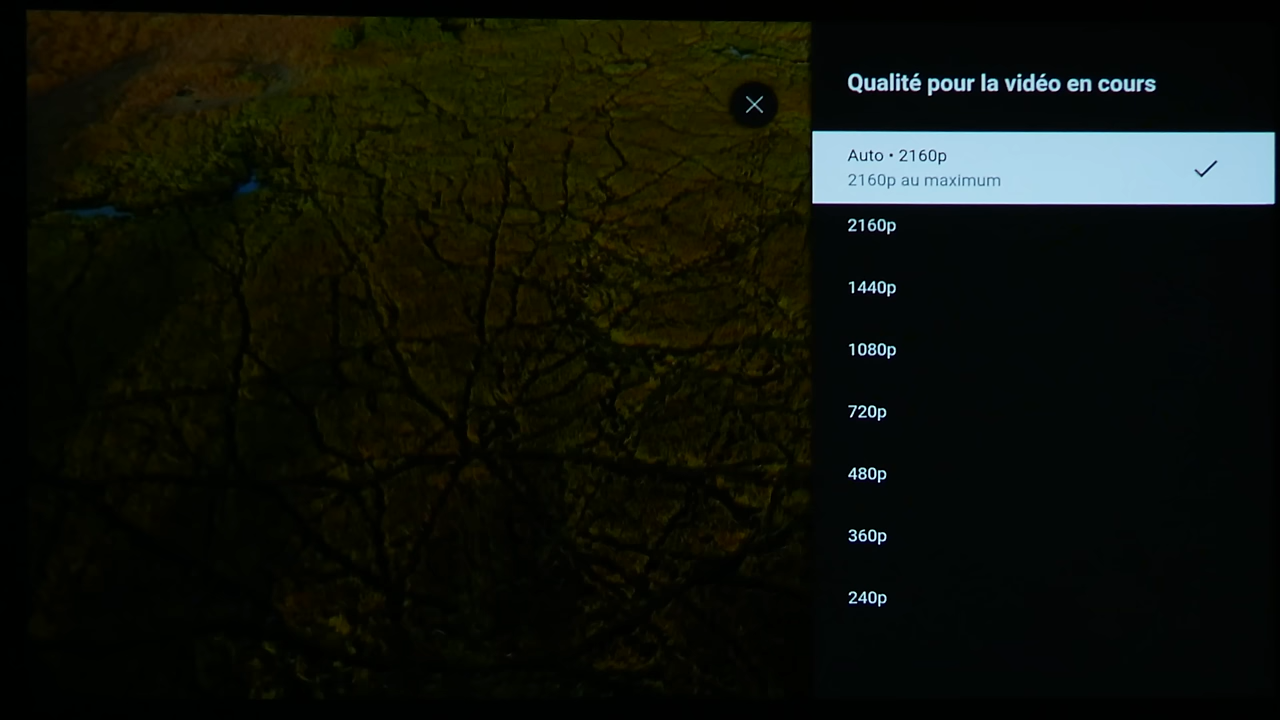 Qualité pour la vidéo en cours
Auto • 2160p
2160p au maximum
2160p
1440p
1080p
720p
480p
360p
240p